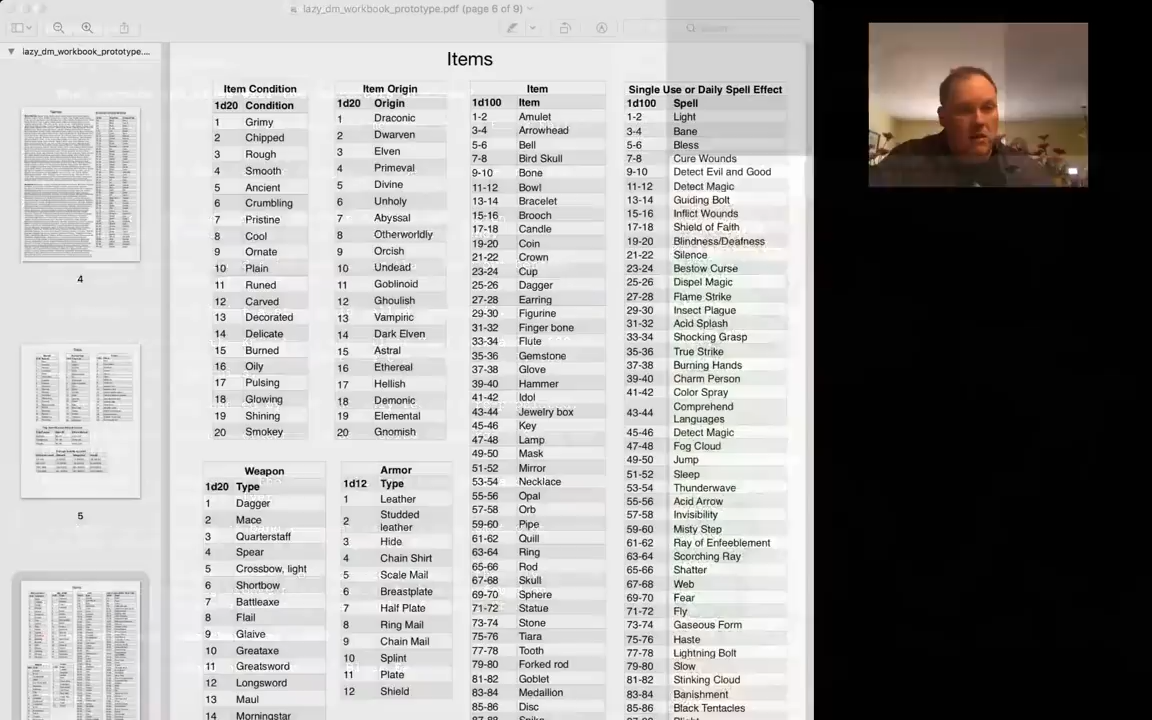 lazy_dm_workbook_prototype.pdf (page 6 of 9)
Search
lazy_dm_workbook_prototype....
4
5
Items
Item Condition
1d20 Condition
1 Grimy
2 Chipped
3 Rough
4 Smooth
5 Ancient
6 Crumbling
7 Pristine
8 Cool
9 Ornate
10 Plain
11 Runed
12 Carved
13 Decorated
14 Delicate
15 Burned
16 Oily
17 Pulsing
18 Glowing
19 Shining
20 Smokey
Item Origin
1d20 Origin
1 Draconic
2 Dwarven
3 Elven
4 Primeval
5 Divine
6 Unholy
7 Abyssal
8 Otherworldly
9 Orcish
10 Undead
11 Goblinoid
12 Ghoulish
13 Vampiric
14 Dark Elven
15 Astral
16 Ethereal
17 Hellish
18 Demonic
19 Elemental
20 Gnomish
Weapon
1d20 Type
1 Dagger
2 Mace
3 Quarterstaff
4 Spear
5 Crossbow, light
6 Shortbow
7 Battleaxe
8 Flail
9 Glaive
10 Greataxe
11 Greatsword
12 Longsword
13 Maul
14 Morningstar
Armor
1d12 Type
1 Leather
2 Studded
leather
3 Hide
4 Chain Shirt
5 Scale Mail
6 Breastplate
7 Half Plate
8 Ring Mail
9 Chain Mail
10 Splint
11 Plate
12 Shield
Item
1d100 Item
1-2 Amulet
3-4 Arrowhead
5-6 Bell
7-8 Bird Skull
9-10 Bone
11-12 Bowl
13-14 Bracelet
15-16 Brooch
17-18 Candle
19-20 Coin
21-22 Crown
23-24 Cup
25-26 Dagger
27-28 Earring
29-30 Figurine
31-32 Finger bone
33-34 Flute
35-36 Gemstone
37-38 Glove
39-40 Hammer
41-42 Idol
43-44 Jewelry box
45-46 Key
47-48 Lamp
49-50 Mask
51-52 Mirror
53-54 Necklace
55-56 Opal
57-58 Orb
59-60 Pipe
61-62 Quill
63-64 Ring
65-66 Rod
67-68 Skull
69-70 Sphere
71-72 Statue
73-74 Stone
75-76 Tiara
77-78 Tooth
79-80 Forked rod
81-82 Goblet
83-84 Medallion
85-86 Disc
87-88 Spike
Single Use or Daily Spell Effect
1d100 Spell
1-2 Light
3-4 Bane
5-6 Bless
7-8 Cure Wounds
9-10 Detect Evil and Good
11-12 Detect Magic
13-14 Guiding Bolt
15-16 Inflict Wounds
17-18 Shield of Faith
19-20 Blindness/Deafness
21-22 Silence
23-24 Bestow Curse
25-26 Dispel Magic
27-28 Flame Strike
29-30 Insect Plague
31-32 Acid Splash
33-34 Shocking Grasp
35-36 True Strike
37-38 Burning Hands
39-40 Charm Person
41-42 Color Spray
43-44 Comprehend
Languages
45-46 Detect Magic
47-48 Fog Cloud
49-50 Jump
51-52 Sleep
53-54 Thunderwave
55-56 Acid Arrow
57-58 Invisibility
59-60 Misty Step
61-62 Ray of Enfeeblement
63-64 Scorching Ray
65-66 Shatter
67-68 Web
69-70 Fear
71-72 Fly
73-74 Gaseous Form
75-76 Haste
77-78 Lightning Bolt
79-80 Slow
81-82 Stinking Cloud
83-84 Banishment
85-86 Black Tentacles